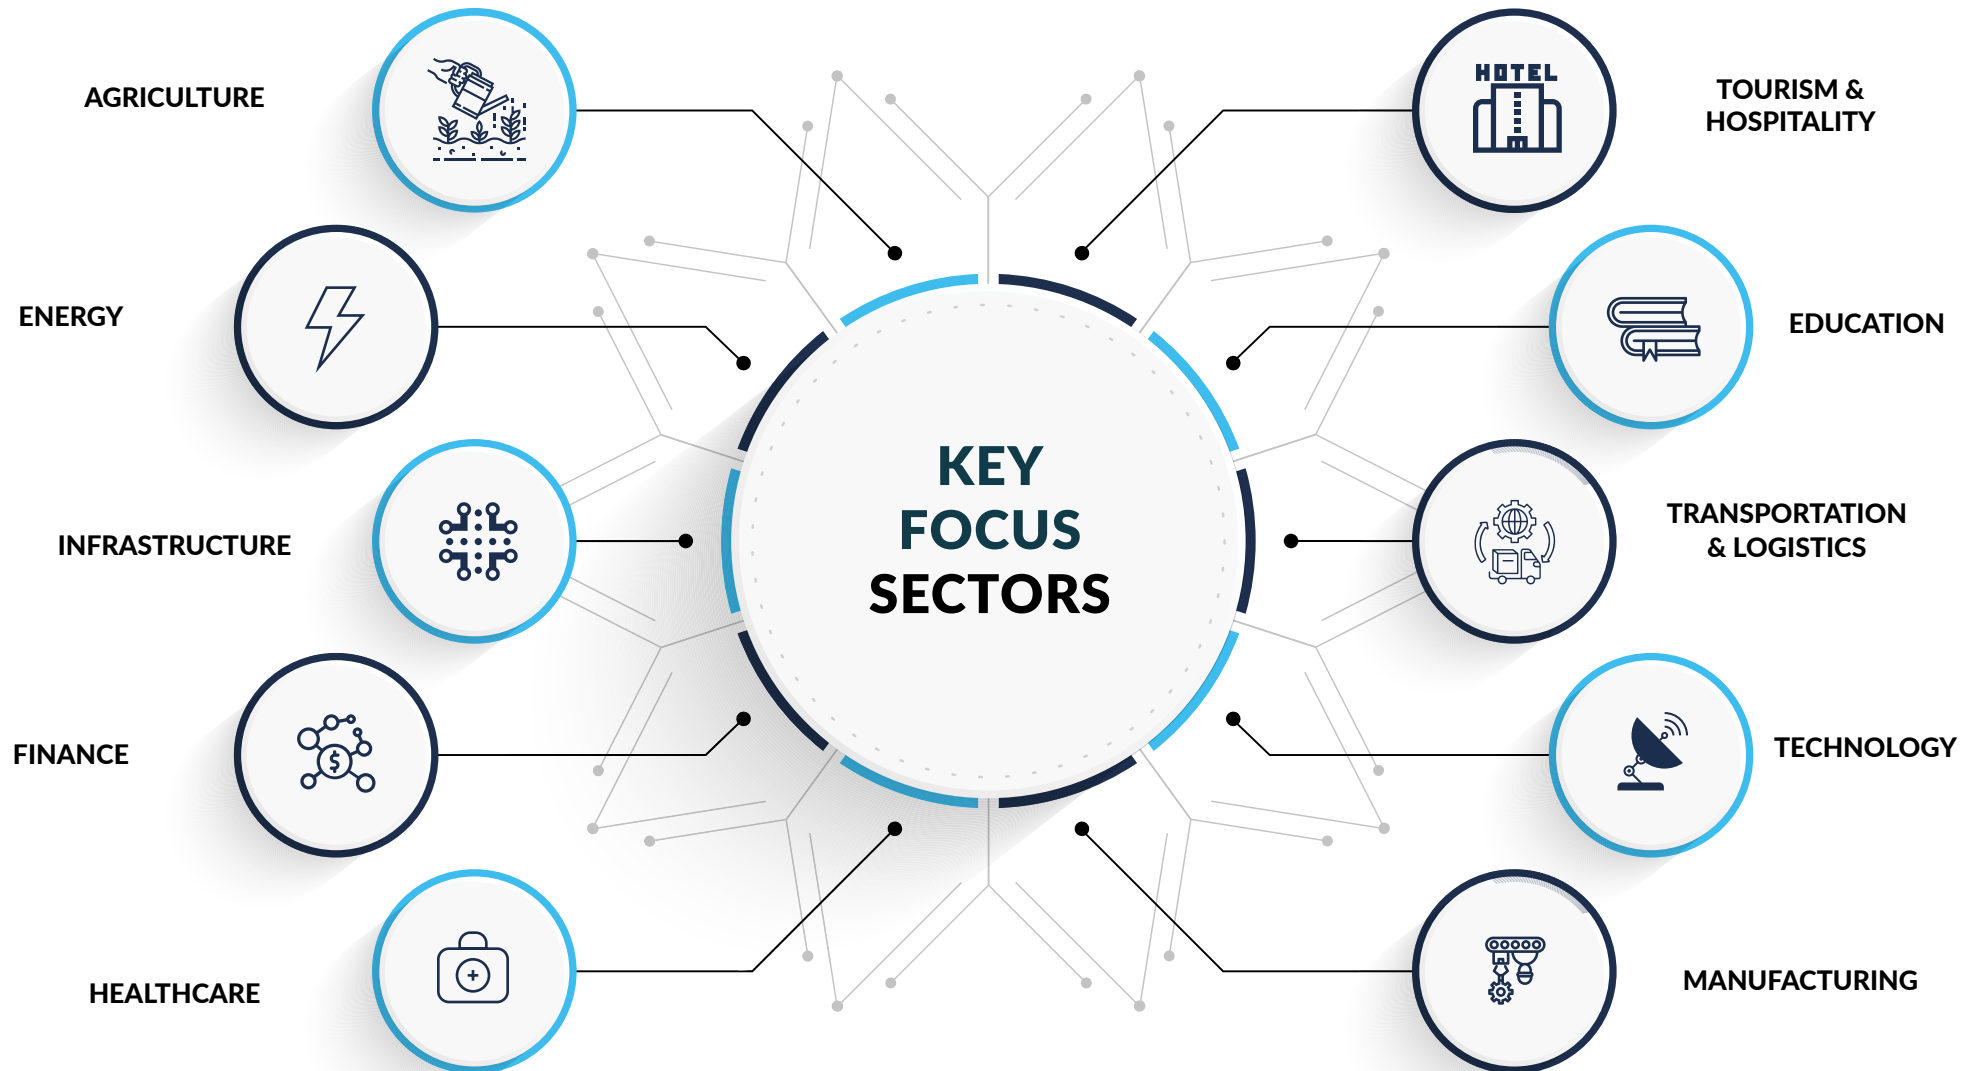 AGRICULTURE
ENERGY
INFRASTRUCTURE
FINANCE
HEALTHCARE
KEY
FOCUS
SECTORS
$
HOTEL
TOURISM &
HOSPITALITY
EDUCATION
TRANSPORTATION
& LOGISTICS
TECHNOLOGY
MANUFACTURING